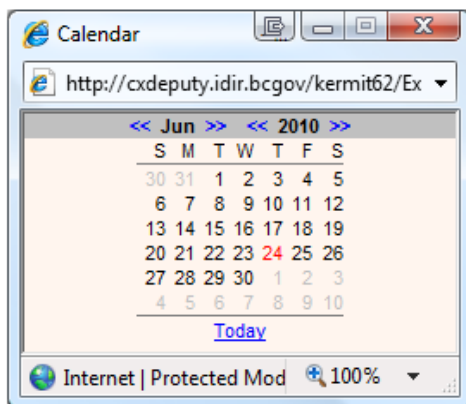 Calendar
http://cxdeputy.idir.bcgov/kermit62/Ex
<< Jun >> << 2010 >>
S M T W T F S
30 31 1 2 3 4 5
6 7 8 9 10 11 12
13 14 15 16 17 18 19
20 21 22 23 24 25 26
27 28 29 30 1 2 3
4 5 6 7 8 9 10
Today
Internet | Protected Mod 100%